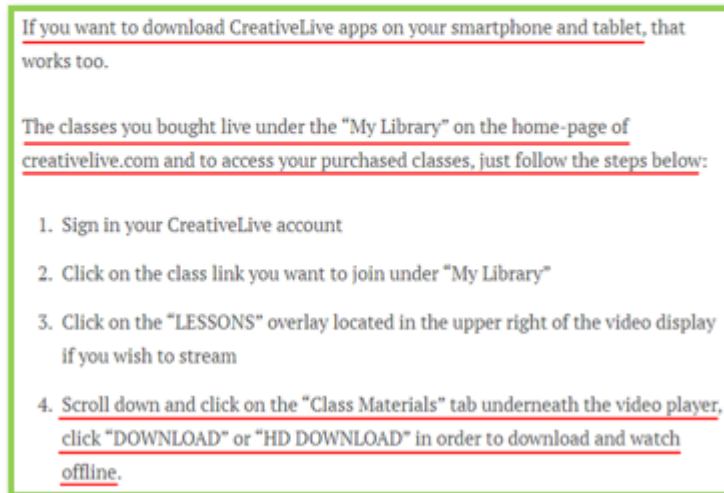 If you want to download CreativeLive apps on your smartphone and tablet, that
works too.
The classes you bought live under the “My Library” on the home-page of
creativelive.com and to access your purchased classes, just follow the steps below:
1. Sign in your CreativeLive account
2. Click on the class link you want to join under “My Library”
3. Click on the “LESSONS” overlay located in the upper right of the video display
if you wish to stream
4. Scroll down and click on the “Class Materials” tab underneath the video player,
click “DOWNLOAD” or “HD DOWNLOAD” in order to download and watch
offline.